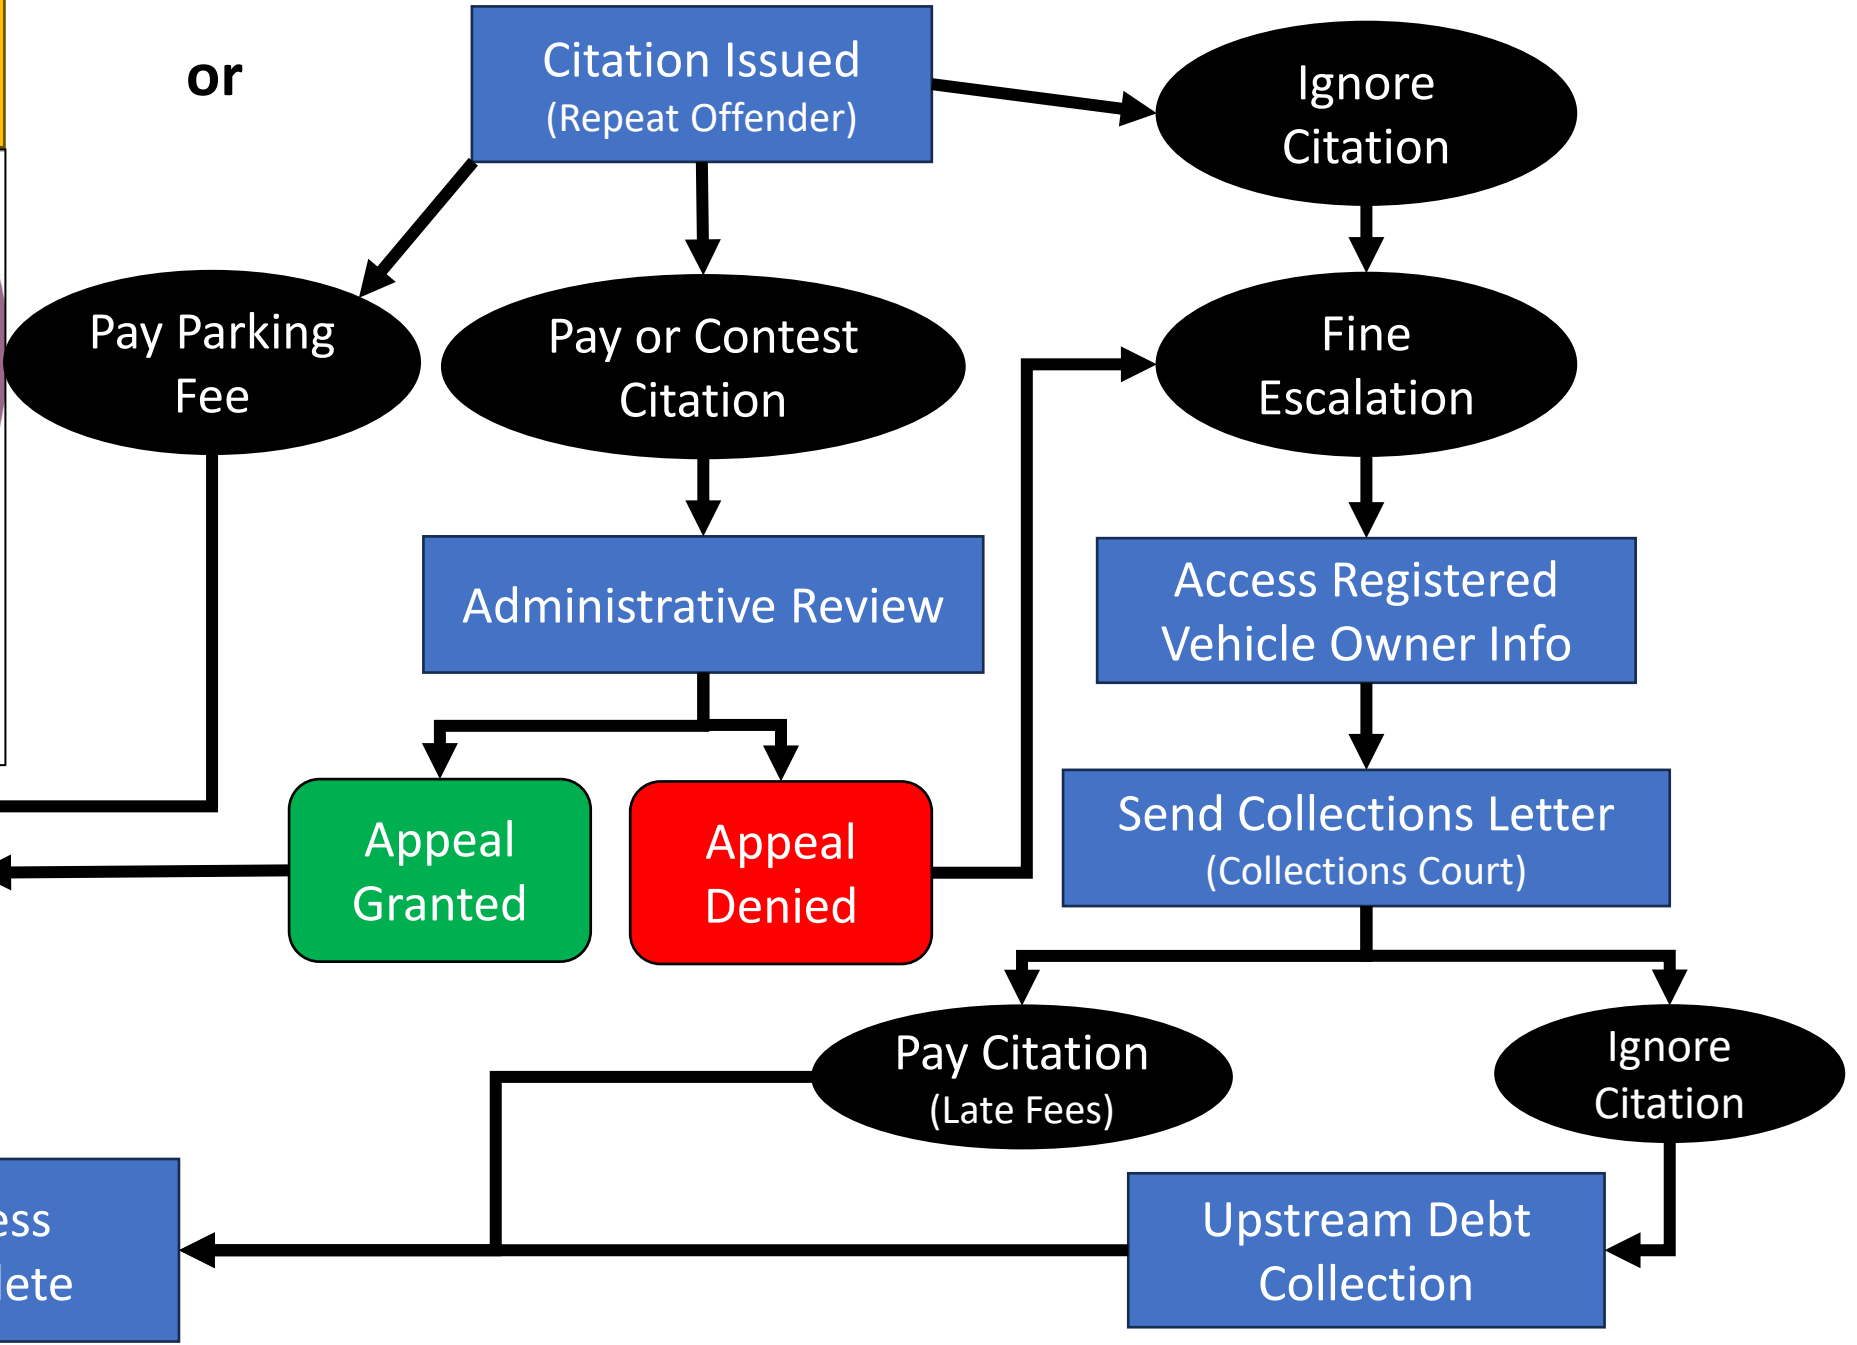 or
Citation Issued
(Repeat Offender)
Ignore
Citation
Pay Parking
Fee
Pay or Contest
Citation
Fine
Escalation
Administrative Review
Access Registered
Vehicle Owner Info
Appeal
Granted
Appeal
Denied
Send Collections Letter
(Collections Court)
Pay Citation
(Late Fees)
Ignore
Citation
Upstream Debt
Collection